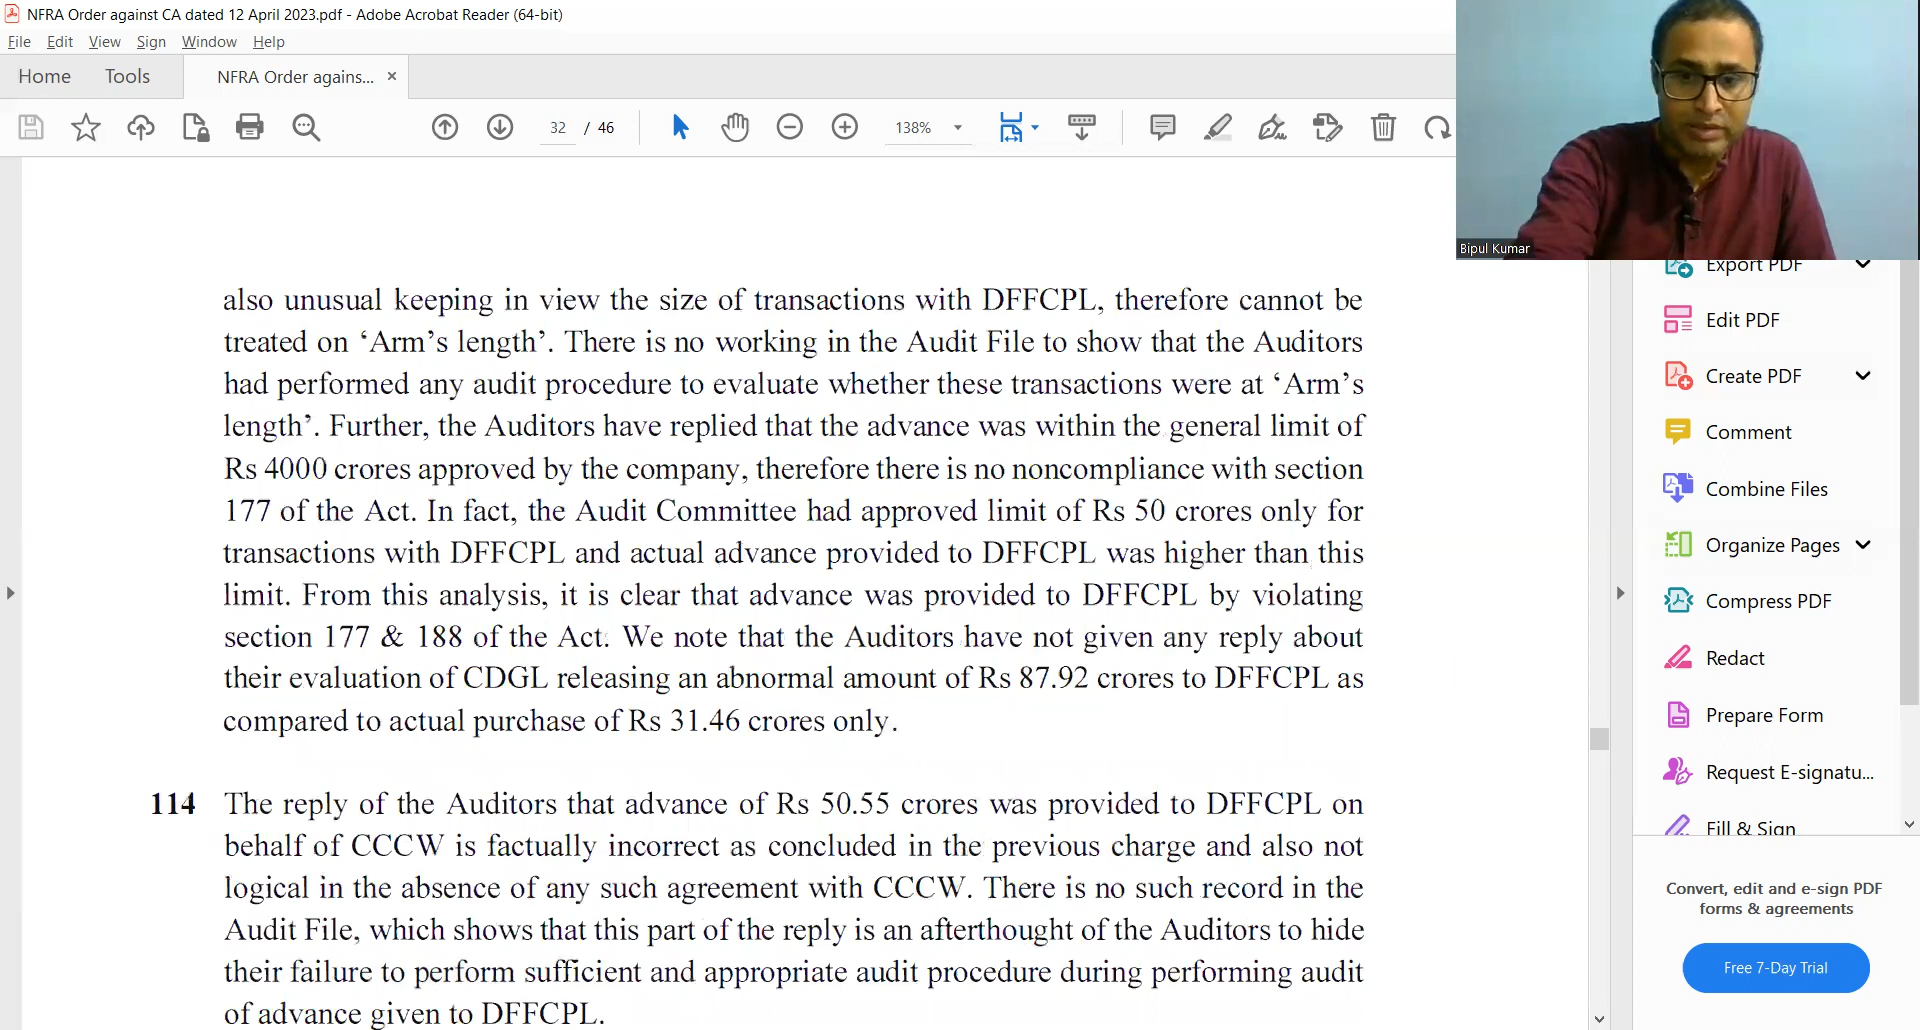 NFRA Order against CA dated 12 April 2023.pdf - Adobe Acrobat Reader (64-bit)
File Edit View Sign Window Help
Home Tools NFRA Order agains... ×
32 / 46 138%
Bipul Kumar
also unusual keeping in view the size of transactions with DFFCPL, therefore cannot be
treated on ‘Arm’s length’. There is no working in the Audit File to show that the Auditors
had performed any audit procedure to evaluate whether these transactions were at ‘Arm’s
length’. Further, the Auditors have replied that the advance was within the general limit of
Rs 4000 crores approved by the company, therefore there is no noncompliance with section
177 of the Act. In fact, the Audit Committee had approved limit of Rs 50 crores only for
transactions with DFFCPL and actual advance provided to DFFCPL was higher than this
limit. From this analysis, it is clear that advance was provided to DFFCPL by violating
section 177 & 188 of the Act. We note that the Auditors have not given any reply about
their evaluation of CDGL releasing an abnormal amount of Rs 87.92 crores to DFFCPL as
compared to actual purchase of Rs 31.46 crores only.
114 The reply of the Auditors that advance of Rs 50.55 crores was provided to DFFCPL on
behalf of CCCW is factually incorrect as concluded in the previous charge and also not
logical in the absence of any such agreement with CCCW. There is no such record in the
Audit File, which shows that this part of the reply is an afterthought of the Auditors to hide
their failure to perform sufficient and appropriate audit procedure during performing audit
of advance given to DFFCPL.
Export PDF
Edit PDF
Create PDF
Comment
Combine Files
Organize Pages
Compress PDF
Redact
Prepare Form
Request E-signatu...
Fill & Sign
Convert, edit and e-sign PDF
forms & agreements
Free 7-Day Trial